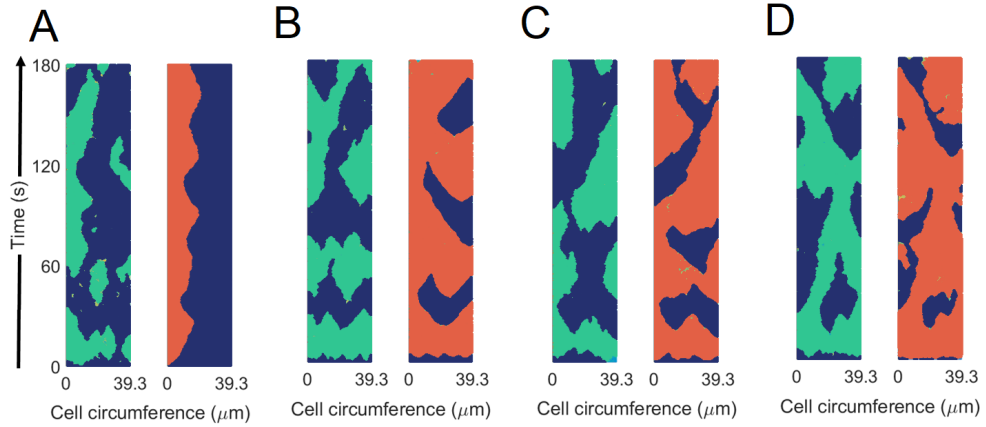 A
B
C
D
Time (s)
180
120
60
0
0 39.3 0 39.3
0 39.3 0 39.3
0 39.3 0 39.3
0 39.3 0 39.3
Cell circumference (μm)
Cell circumference (μm)
Cell circumference (μm)
Cell circumference (μm)